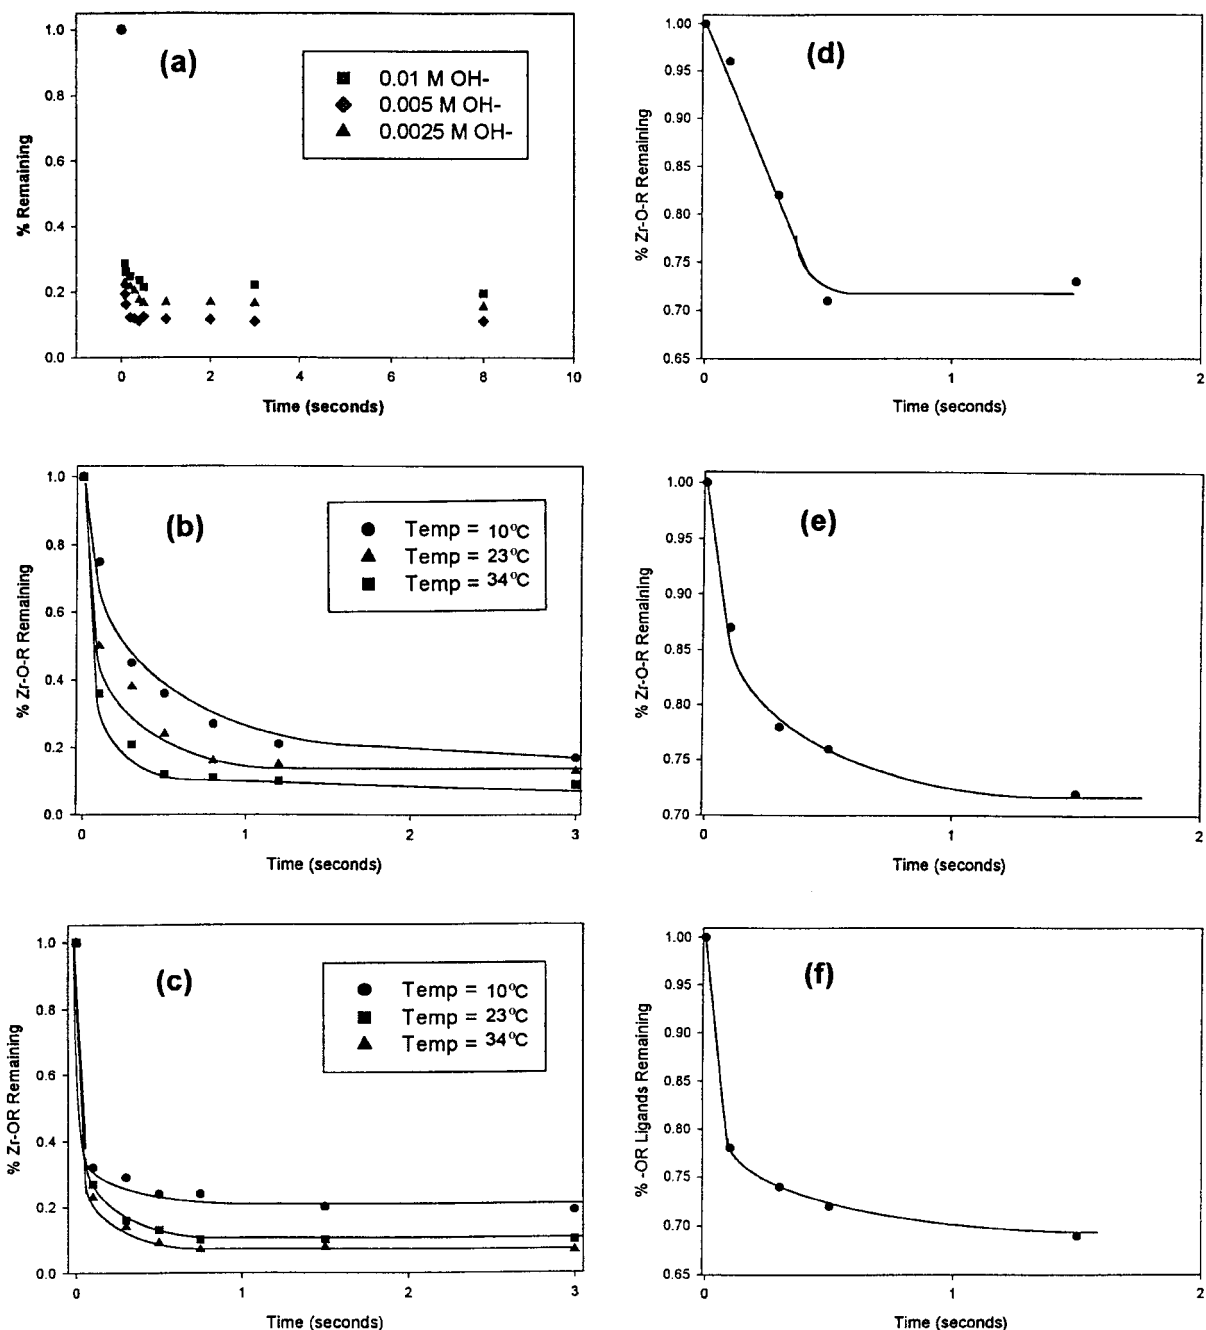 (a)
0.01 M OH-
0.005 M OH-
0.0025 M OH-
% Remaining
1.0
0.8
0.6
0.4
0.2
0.0
0
2
4
6
8
10
Time (seconds)
(d)
% Zr-O-R Remaining
1.00
0.95
0.90
0.85
0.80
0.75
0.70
0.65
0
1
2
Time (seconds)
(b)
Temp = 10°C
Temp = 23°C
Temp = 34°C
% Zr-O-R Remaining
1.0
0.8
0.6
0.4
0.2
0.0
0
1
2
3
Time (seconds)
(e)
% Zr-O-R Remaining
1.00
0.95
0.90
0.85
0.80
0.75
0.70
0
1
2
Time (seconds)
(c)
Temp = 10°C
Temp = 23°C
Temp = 34°C
% Zr-OR Remaining
1.0
0.8
0.6
0.4
0.2
0.0
0
1
2
3
Time (seconds)
(f)
% -OR Ligands Remaining
1.00
0.95
0.90
0.85
0.80
0.75
0.70
0.65
0
1
2
Time (seconds)